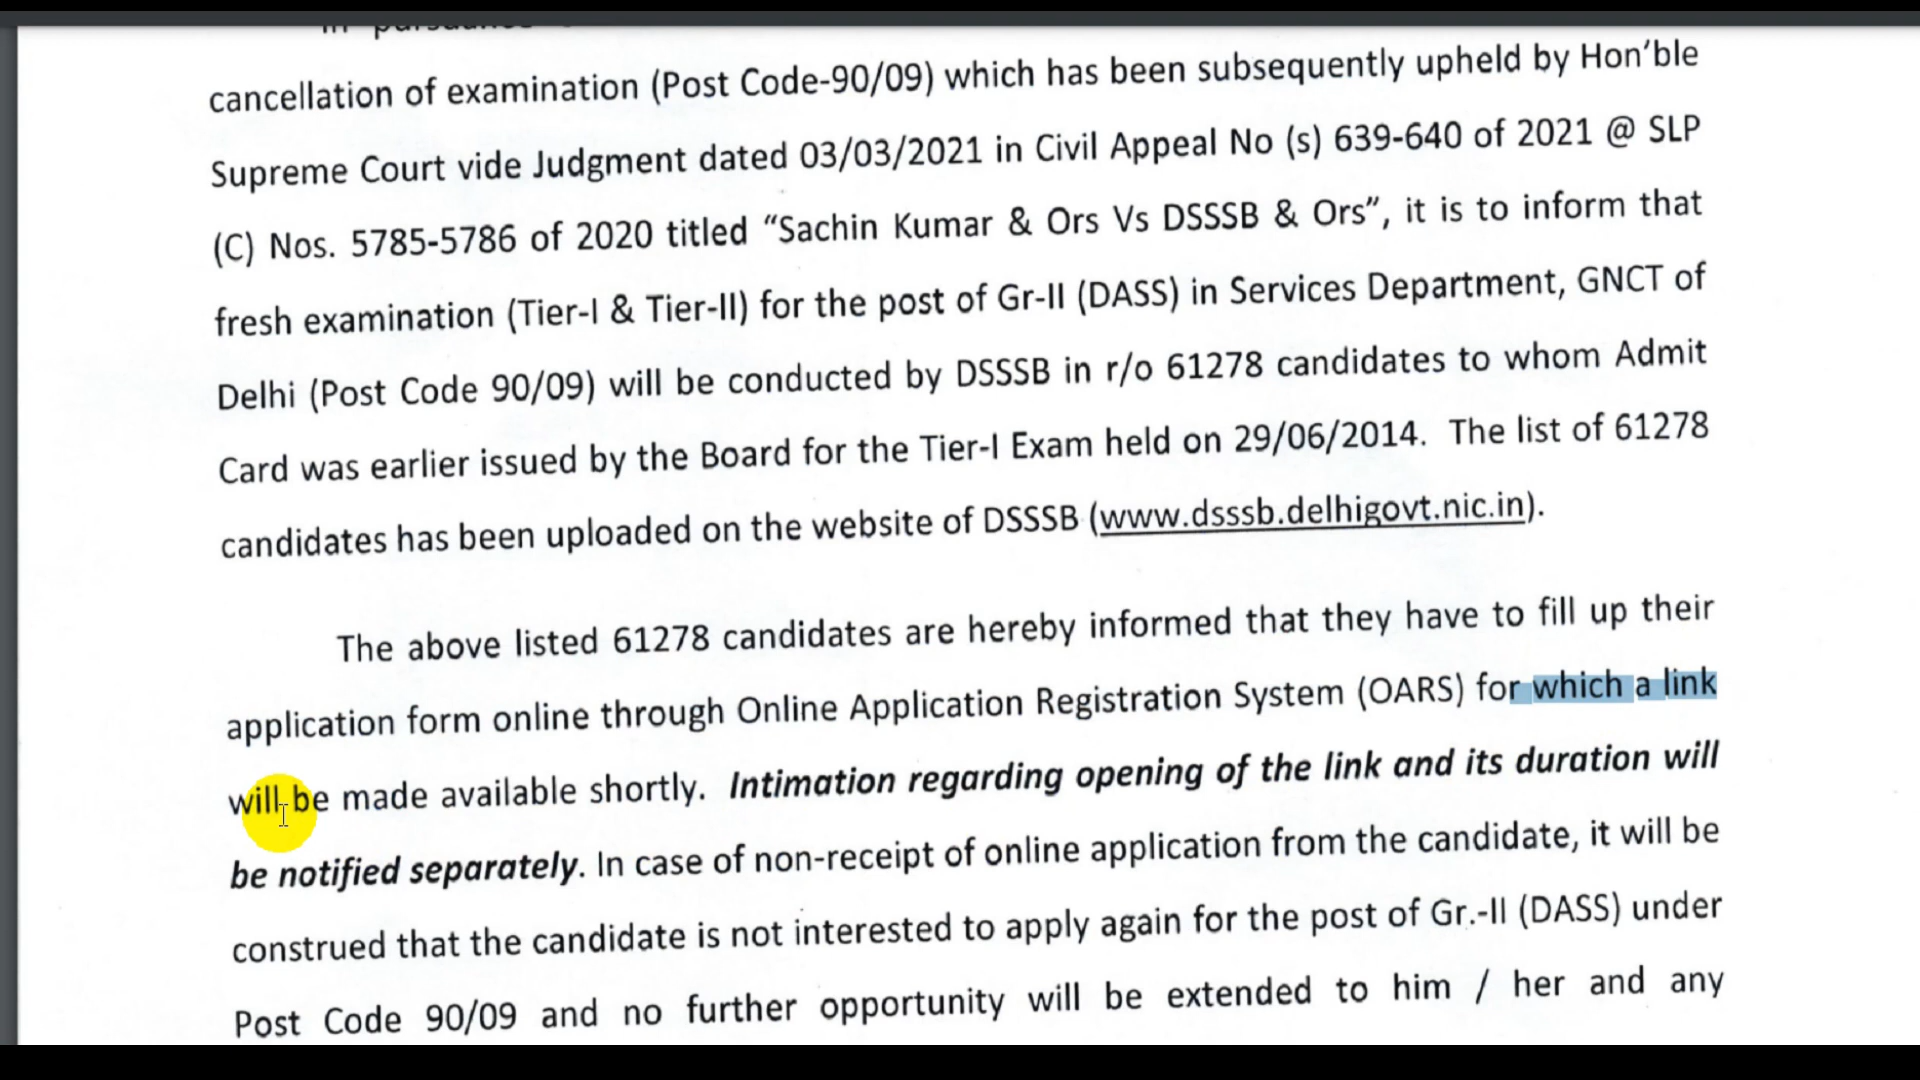 cancellation of examination (Post Code-90/09) which has been subsequently upheld by Hon'ble
Supreme Court vide Judgment dated 03/03/2021 in Civil Appeal No (s) 639-640 of 2021 @ SLP
(C) Nos. 5785-5786 of 2020 titled “Sachin Kumar & Ors Vs DSSSB & Ors”, it is to inform that
fresh examination (Tier-I & Tier-II) for the post of Gr-II (DASS) in Services Department, GNCT of
Delhi (Post Code 90/09) will be conducted by DSSSB in r/o 61278 candidates to whom Admit
Card was earlier issued by the Board for the Tier-I Exam held on 29/06/2014. The list of 61278
candidates has been uploaded on the website of DSSSB (www.dsssb.delhigovt.nic.in).
The above listed 61278 candidates are hereby informed that they have to fill up their
application form online through Online Application Registration System (OARS) for which a link
will be made available shortly. Intimation regarding opening of the link and its duration will
be notified separately. In case of non-receipt of online application from the candidate, it will be
construed that the candidate is not interested to apply again for the post of Gr.-II (DASS) under
Post Code 90/09 and no further opportunity will be extended to him / her and any